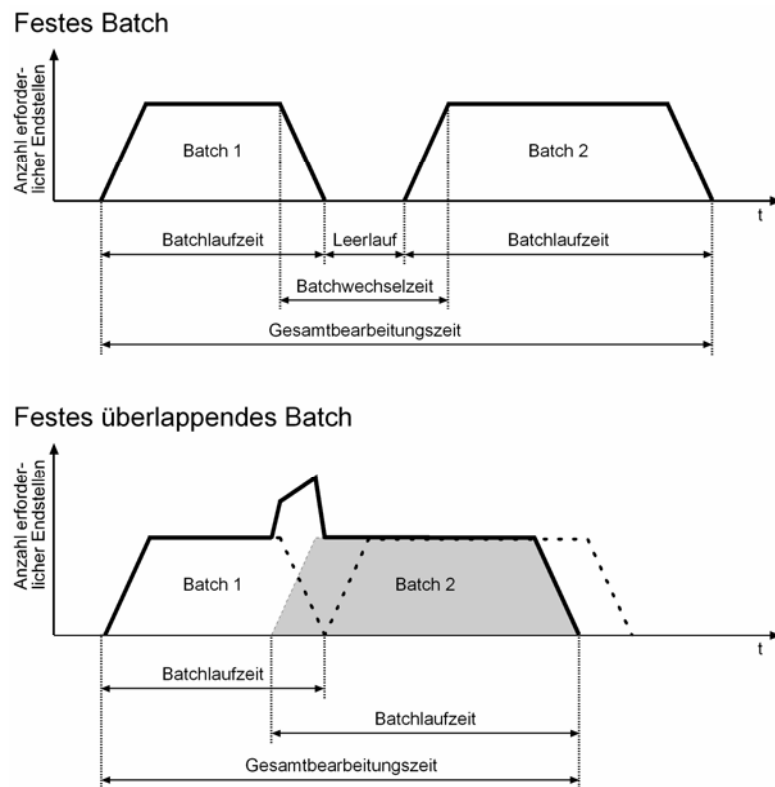 Festes Batch
Anzahl erforder-
licher Endstellen
Batch 1
Batch 2
t
Batchlaufzeit
Leerlauf
Batchlaufzeit
Batchwechselzeit
Gesamtbearbeitungszeit
Festes überlappendes Batch
Anzahl erforder-
licher Endstellen
Batch 1
Batch 2
t
Batchlaufzeit
Batchlaufzeit
Gesamtbearbeitungszeit